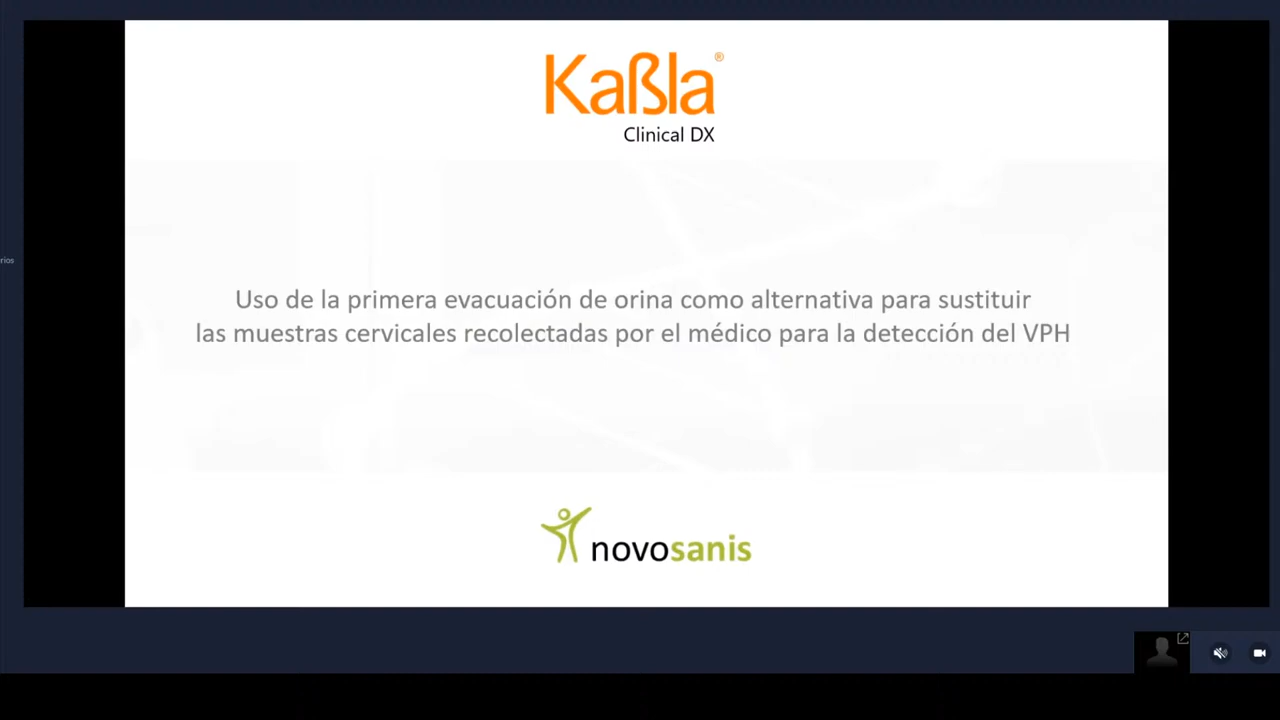 Kaßla®
Clinical DX
rios
Uso de la primera evacuación de orina como alternativa para sustituir
las muestras cervicales recolectadas por el médico para la detección del VPH
novosanis